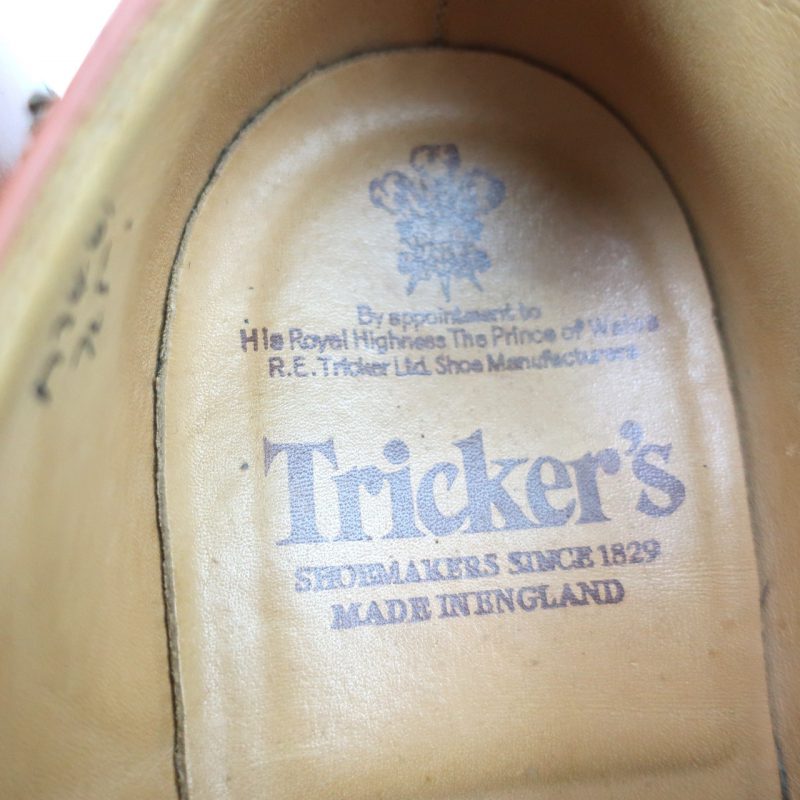 By appointment to
His Royal Highness The Prince of Wales
R.E. Tricker Ltd. Shoe Manufacturers
Tricker's
SHOEMAKERS SINCE 1829
MADE IN ENGLAND